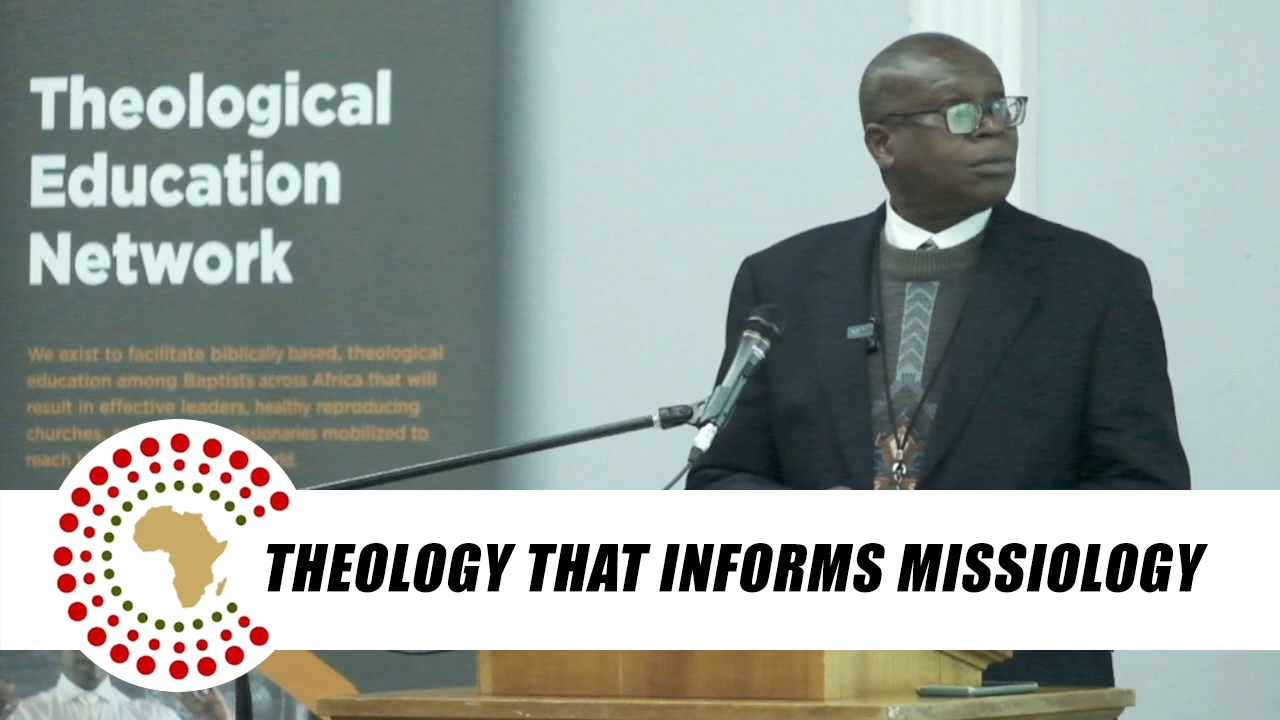 Theological
Education
Network
We exist to facilitate biblically based, theological
education among Baptists across Africa that will
result in effective leaders, healthy reproducing
churches,
missionaries mobilized to
reach
THEOLOGY THAT INFORMS MISSIOLOGY